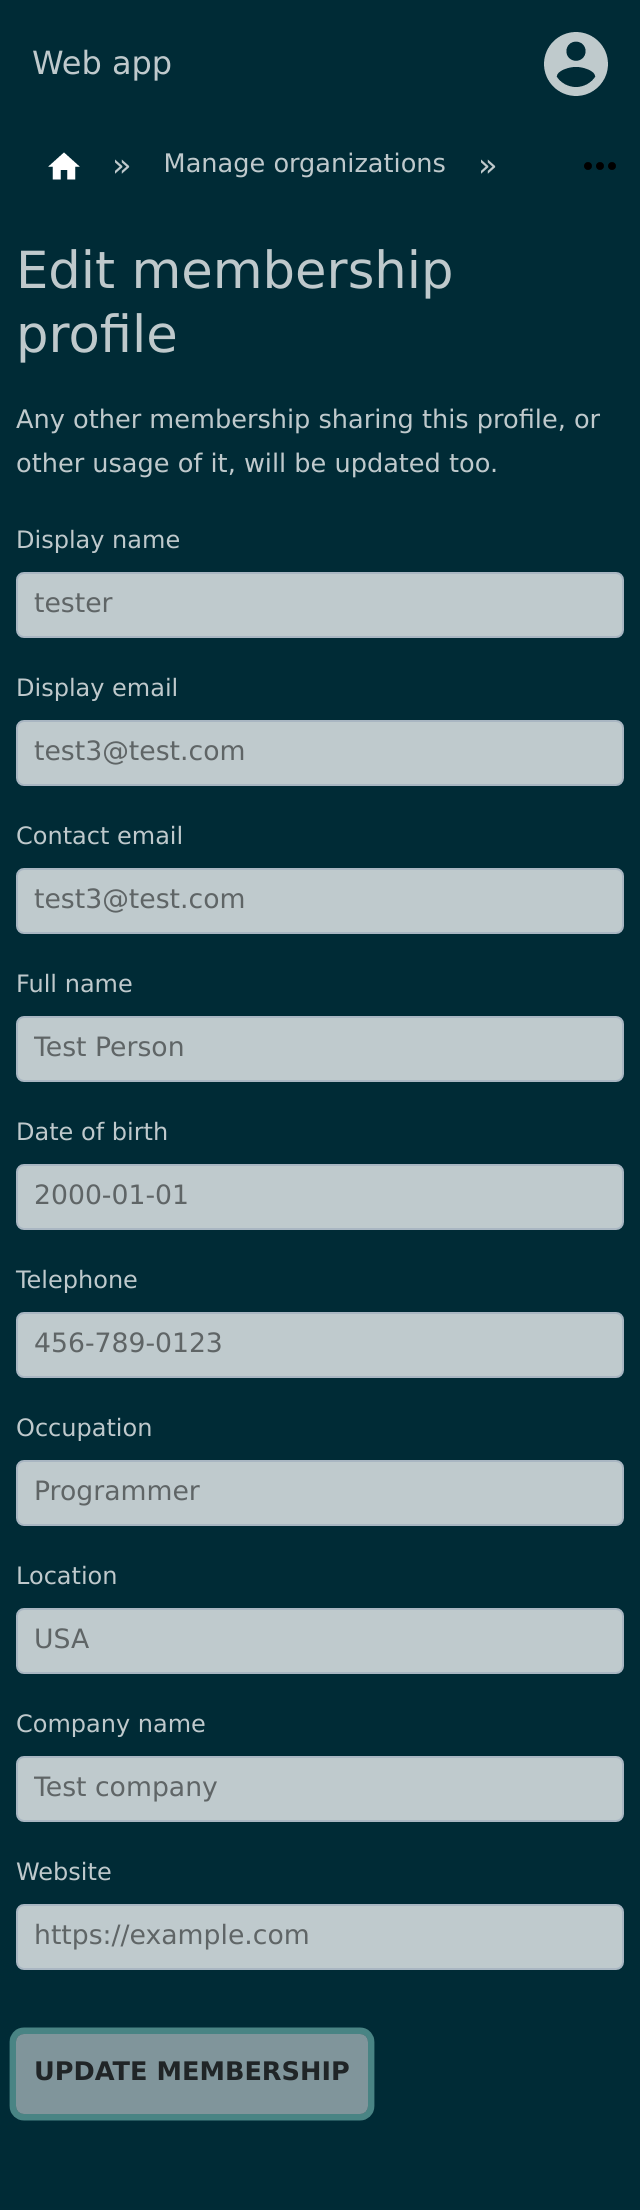 Web app
» Manage organizations » •••
Edit membership
profile
Any other membership sharing this profile, or
other usage of it, will be updated too.
Display name
tester
Display email
test3@test.com
Contact email
test3@test.com
Full name
Test Person
Date of birth
2000-01-01
Telephone
456-789-0123
Occupation
Programmer
Location
USA
Company name
Test company
Website
https://example.com
UPDATE MEMBERSHIP